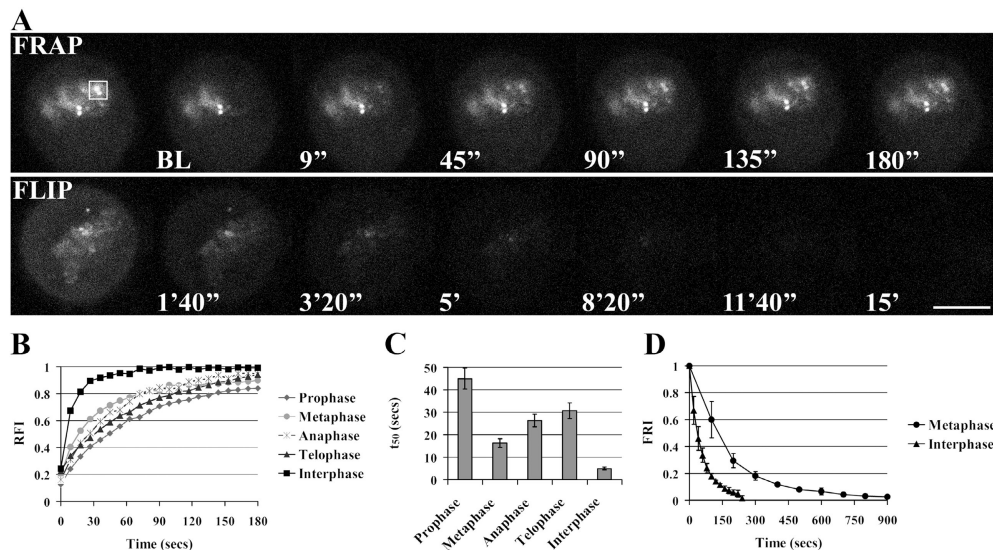 A
FRAP
BL 9” 45” 90” 135” 180”
FLIP
1’40” 3’20” 5’ 8’20” 11’40” 15’
B
RFI
1
0.8
0.6
0.4
0.2
0
0 30 60 90 120 150 180
Time (secs)
Prophase
Metaphase
Anaphase
Telophase
Interphase
C
t50 (secs)
50
40
30
20
10
0
Prophase
Metaphase
Anaphase
Telophase
Interphase
D
FRI
1
0.8
0.6
0.4
0.2
0
0 150 300 450 600 750 900
Time (secs)
Metaphase
Interphase